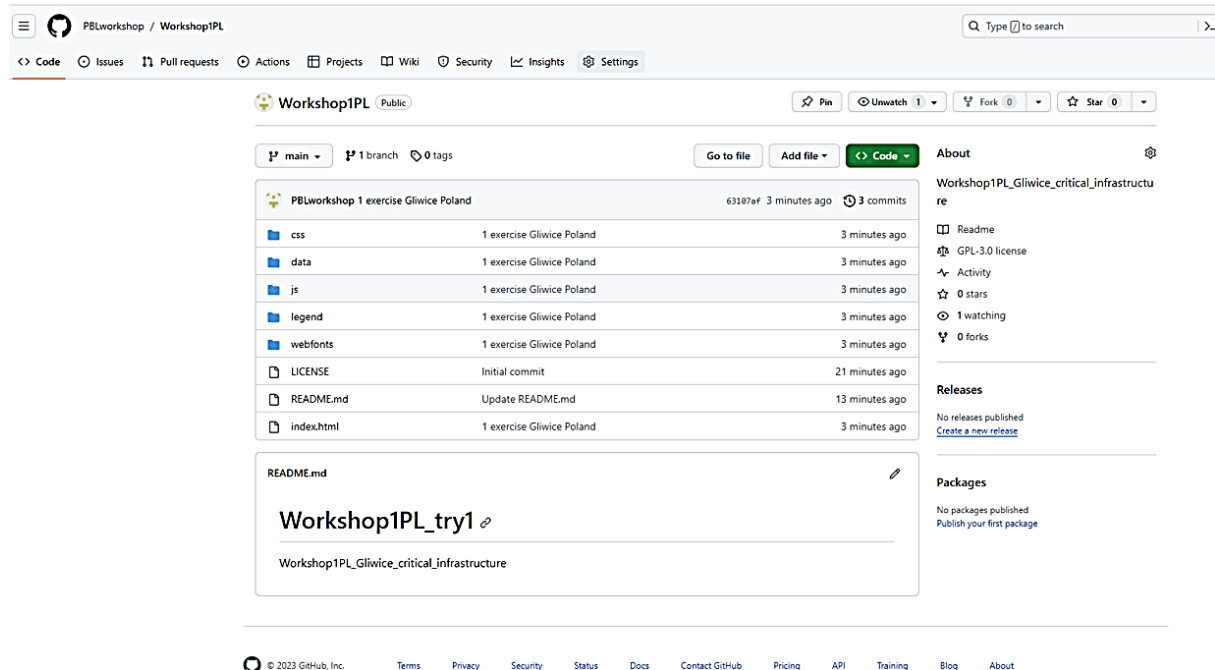 PBLworkshop / Workshop1PL
Type / to search
<> Code Issues Pull requests Actions Projects Wiki Security Insights Settings
Workshop1PL Public
Pin Unwatch 1 Fork 0 Star 0
main 1 branch 0 tags
Go to file Add file <> Code
PBLworkshop 1 exercise Gliwice Poland 63107af 3 minutes ago 3 commits
css 1 exercise Gliwice Poland 3 minutes ago
data 1 exercise Gliwice Poland 3 minutes ago
js 1 exercise Gliwice Poland 3 minutes ago
legend 1 exercise Gliwice Poland 3 minutes ago
webfonts 1 exercise Gliwice Poland 3 minutes ago
LICENSE Initial commit 21 minutes ago
README.md Update README.md 13 minutes ago
index.html 1 exercise Gliwice Poland 3 minutes ago
README.md
Workshop1PL_try1
Workshop1PL_Gliwice_critical_infrastructure
About
Workshop1PL_Gliwice_critical_infrastructu
re
Readme
GPL-3.0 license
Activity
0 stars
1 watching
0 forks
Releases
No releases published
Create a new release
Packages
No packages published
Publish your first package
© 2023 GitHub, Inc. Terms Privacy Security Status Docs Contact GitHub Pricing API Training Blog About